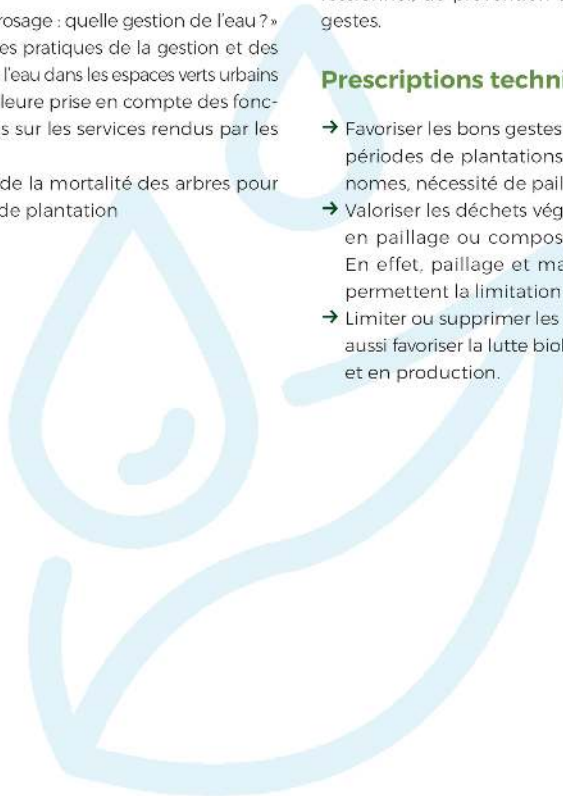 rosage : quelle gestion de l'eau ? »
es pratiques de la gestion et des
l'eau dans les espaces verts urbains
leure prise en compte des fonc-
s sur les services rendus par les
de la mortalité des arbres pour
de plantation
gestes.
Prescriptions techni
→ Favoriser les bons gestes
périodes de plantations
nomes, nécessité de pail
→ Valoriser les déchets vég
en paillage ou compos
En effet, paillage et ma
permettent la limitation
→ Limiter ou supprimer les
aussi favoriser la lutte biol
et en production.